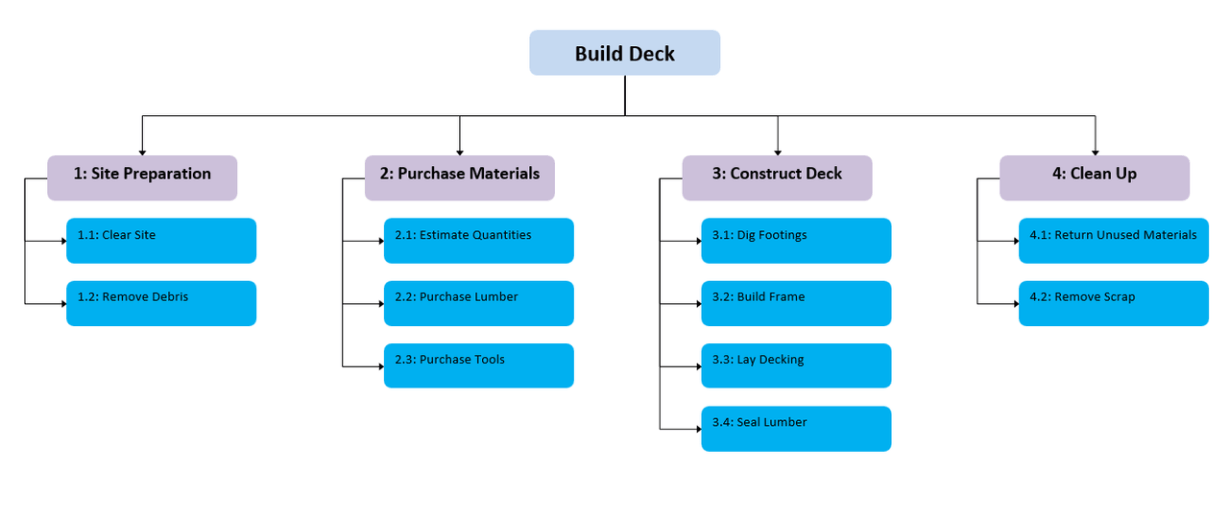 Build Deck
1: Site Preparation
1.1: Clear Site
1.2: Remove Debris
2: Purchase Materials
2.1: Estimate Quantities
2.2: Purchase Lumber
2.3: Purchase Tools
3: Construct Deck
3.1: Dig Footings
3.2: Build Frame
3.3: Lay Decking
3.4: Seal Lumber
4: Clean Up
4.1: Return Unused Materials
4.2: Remove Scrap